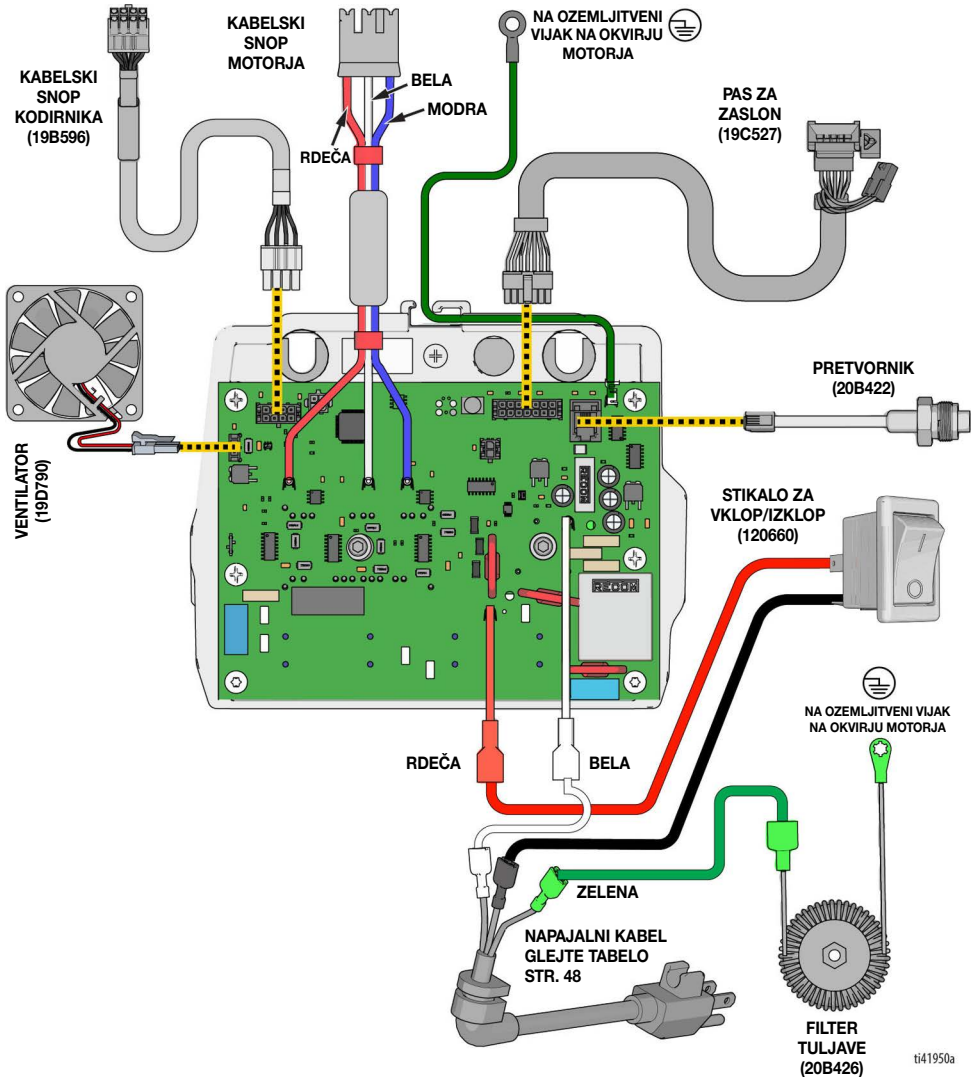 KABELSKI
SNOP
KODIRNIKA
(19B596)
KABELSKI
SNOP
MOTORJA
BELA
MODRA
RDEČA
NA OZEMLJITVENI
VIJAK NA OKVIRJU
MOTORJA
PAS ZA
ZASLON
(19C527)
VENTILATOR
(19D790)
PRETVORNIK
(20B422)
STIKALO ZA
VKLOP/IZKLOP
(120660)
RDEČA
BELA
NA OZEMLJITVENI VIJAK
NA OKVIRJU MOTORJA
ZELENA
NAPAJALNI KABEL
GLEJTE TABELO
STR. 48
FILTER
TULJAVE
(20B426)
ti41950a